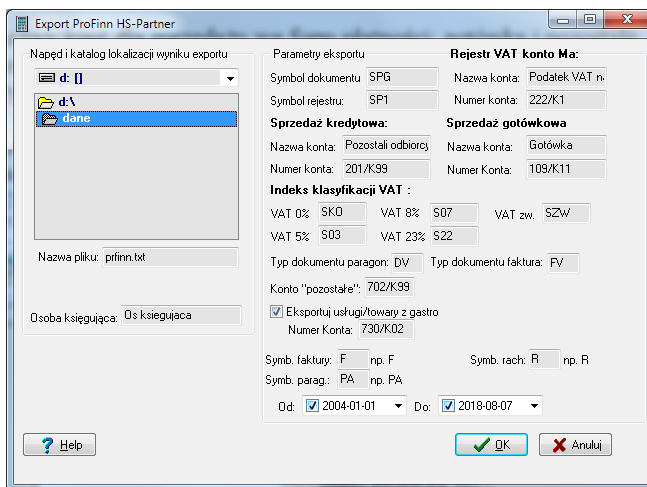 Export ProFinn HS-Partner
Napęd i katalog lokalizacji wyniku exportu
d: []
d:\
dane
Nazwa pliku: prfinn.txt
Osoba księgująca: Os ksiegujaca
Parametry eksportu
Rejestr VAT konto Ma:
Symbol dokumentu SPG
Nazwa konta: Podatek VAT n
Symbol rejestru: SP1
Numer konta: 222/K1
Sprzedaż kredytowa:
Sprzedaż gotówkowa
Nazwa konta: Pozostali odbiorcy
Nazwa konta: Gotówka
Numer konta: 201/K99
Numer Konta: 109/K11
Indeks klasyfikacji VAT :
VAT 0% SKO VAT 8% S07 VAT zw. SZW
VAT 5% S03 VAT 23% S22
Typ dokumentu paragon: DV Typ dokumentu faktura: FV
Konto "pozostałe": 702/K99
Eksportuj usługi/towary z gastro
Numer Konta: 730/K02
Symb. faktury: F np. F Symb. rach: R np. R
Symb. parag.: PA np. PA
Od: 2004-01-01 Do: 2018-08-07
? Help
OK
Anuluj